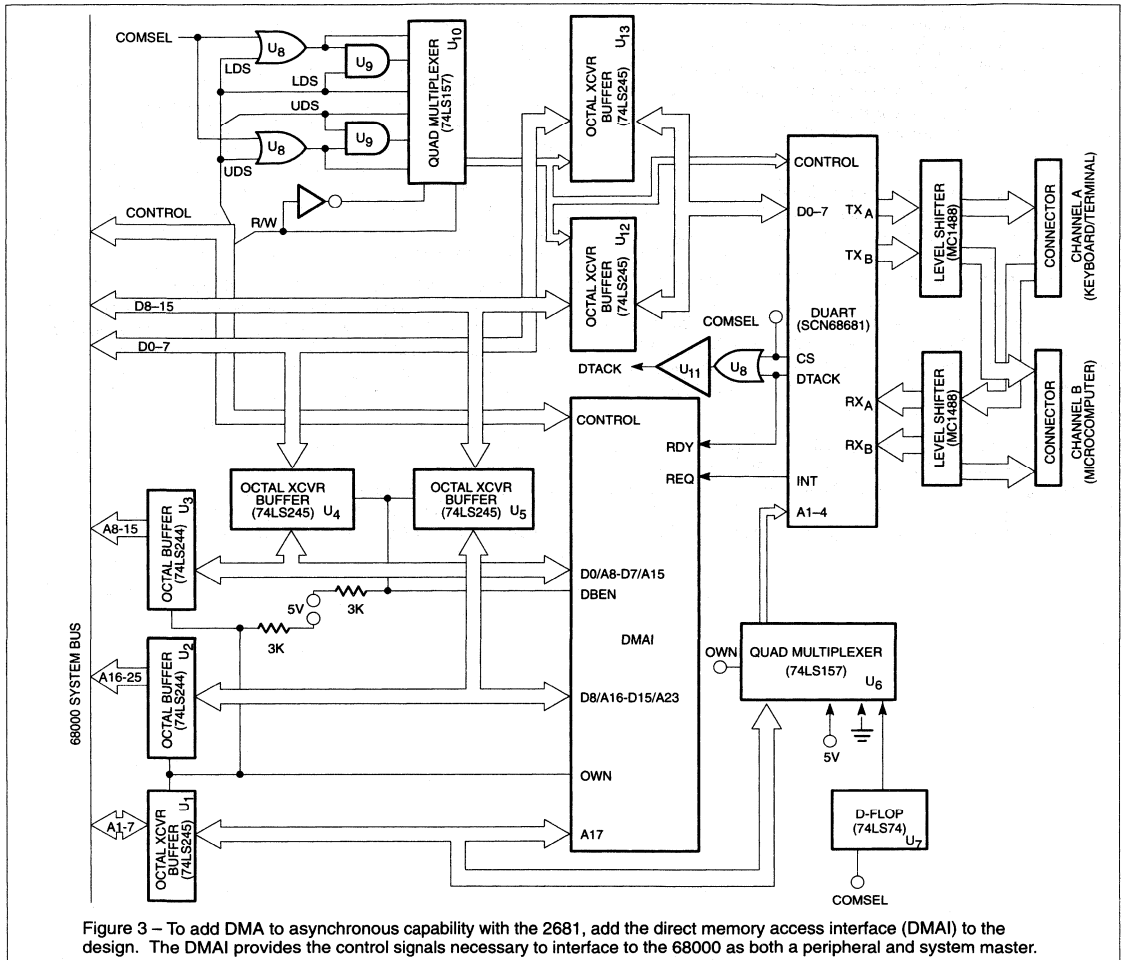 COMSEL
U8
LDS
U9
LDS
UDS
U9
U8
UDS
QUAD MULTIPLEXER
(74LS157)
U10
R/W
CONTROL
D8–15
D0–7
OCTAL XCVR
BUFFER
(74LS245)
U13
OCTAL XCVR
BUFFER
(74LS245)
U12
COMSEL
DTACK
U11
U8
CONTROL
D0–7
TXA
TXB
DUART
(SCN68681)
CS
DTACK
RXA
RXB
INT
A1–4
LEVEL SHIFTER
(MC1488)
LEVEL SHIFTER
(MC1488)
CONNECTOR
CHANNEL A
(KEYBOARD/TERMINAL)
CONNECTOR
CHANNEL B
(MICROCOMPUTER)
CONTROL
RDY
REQ
D0/A8-D7/A15
DBEN
DMAI
D8/A16-D15/A23
OWN
A17
OCTAL XCVR
BUFFER
(74LS245)
U4
OCTAL XCVR
BUFFER
(74LS245)
U5
A8-15
OCTAL BUFFER
(74LS244)
U3
5V
3K
3K
A16-25
OCTAL BUFFER
(74LS244)
U2
A1-7
OCTAL XCVR
BUFFER
(74LS245)
U1
68000 SYSTEM BUS
OWN
QUAD MULTIPLEXER
(74LS157)
U6
5V
D-FLOP
(74LS74)
U7
COMSEL
Figure 3 – To add DMA to asynchronous capability with the 2681, add the direct memory access interface (DMAI) to the
design. The DMAI provides the control signals necessary to interface to the 68000 as both a peripheral and system master.